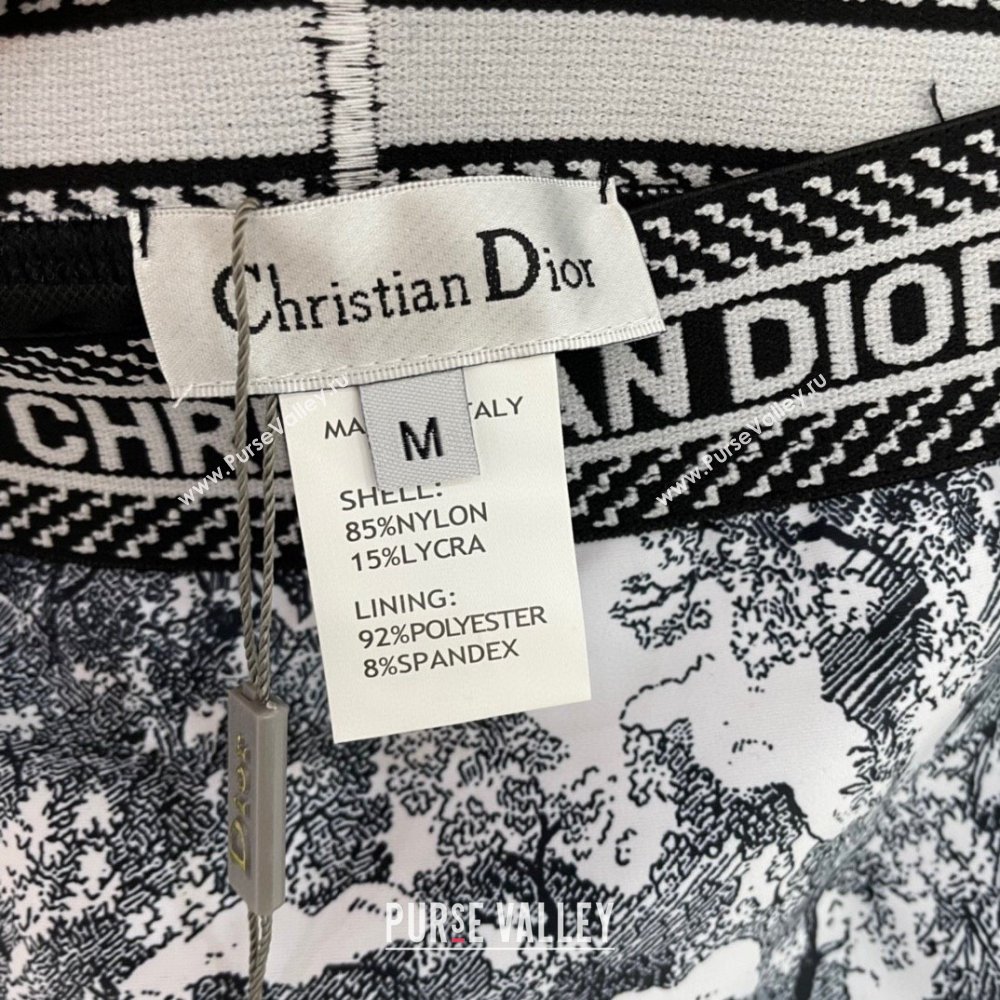 Christian Dior
CHRI AN DIOR
M
MA ALY
SHELL:
85%NYLON
15%LYCRA
LINING:
92%POLYESTER
8%SPANDEX
Dior
www.PurseValley.ru
www.PurseValley.ru
PURSE VALLEY